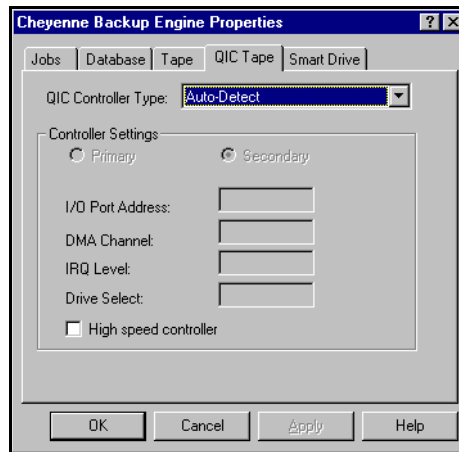 Cheyenne Backup Engine Properties
Jobs Database Tape QIC Tape Smart Drive
QIC Controller Type: Auto-Detect
Controller Settings
Primary Secondary
I/O Port Address:
DMA Channel:
IRQ Level:
Drive Select:
High speed controller
OK Cancel Apply Help